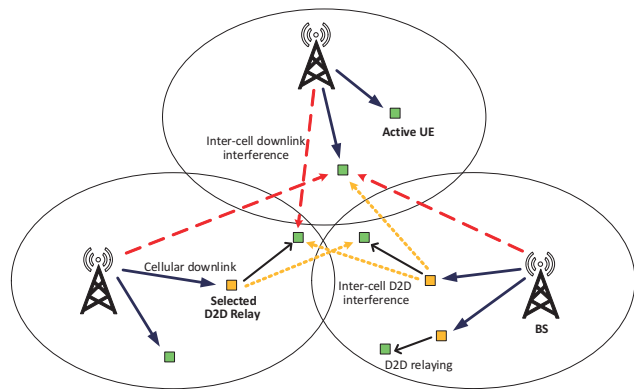 Active UE
Inter-cell downlink
interference
Cellular downlink
Selected
D2D Relay
Inter-cell D2D
interference
BS
D2D relaying